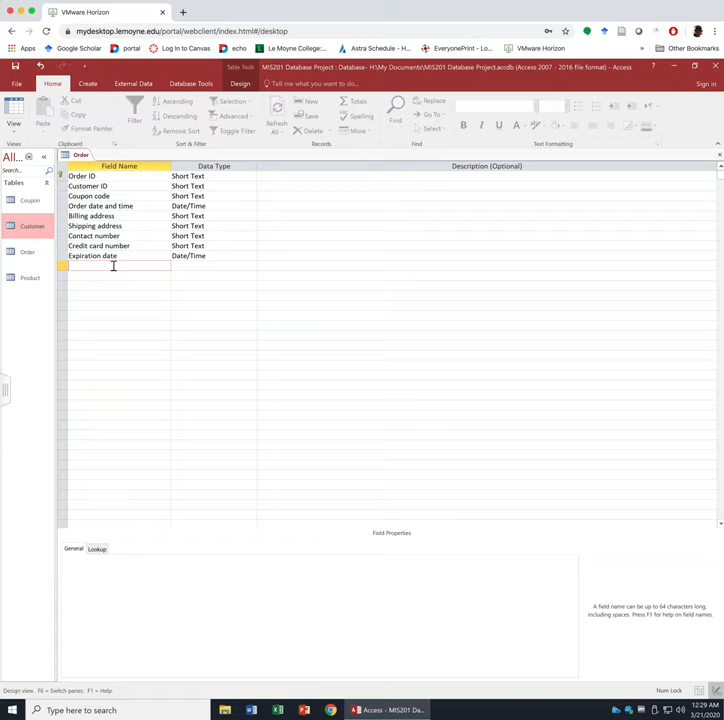 VMware Horizon
mydesktop.lemoyne.edu/portal/webclient/index.html#/desktop
Apps Google Scholar portal Log In to Canvas echo Le Moyne College:... Astra Schedule - H... EveryonePrint - Lo... VMware Horizon » Other Bookmarks
Table Tools MIS201 Database Project : Database- H:\My Documents\MIS201 Database Project.accdb (Access 2007 - 2016 file format) - Access
File Home Create External Data Database Tools Design Tell me what you want to do... Sign in
View Cut Copy Format Painter Paste Filter Ascending Descending Remove Sort Selection Advanced Toggle Filter Refresh All New Save Delete Totals Spelling More Find Replace Go To Select
B I U A
Views Clipboard Sort & Filter Records Find Text Formatting
All... Order
Search...
Tables
Coupon
Customer
Order
Product
Field Name Data Type Description (Optional)
Order ID Short Text
Customer ID Short Text
Coupon code Short Text
Order date and time Date/Time
Billing address Short Text
Shipping address Short Text
Contact number Short Text
Credit card number Short Text
Expiration date Date/Time
Field Properties
General Lookup
A field name can be up to 64 characters long,
including spaces. Press F1 for help on field names.
Design view. F6 = Switch panes. F1 = Help. Num Lock
Type here to search Access - MIS201 Da... 12:29 AM
3/21/2020